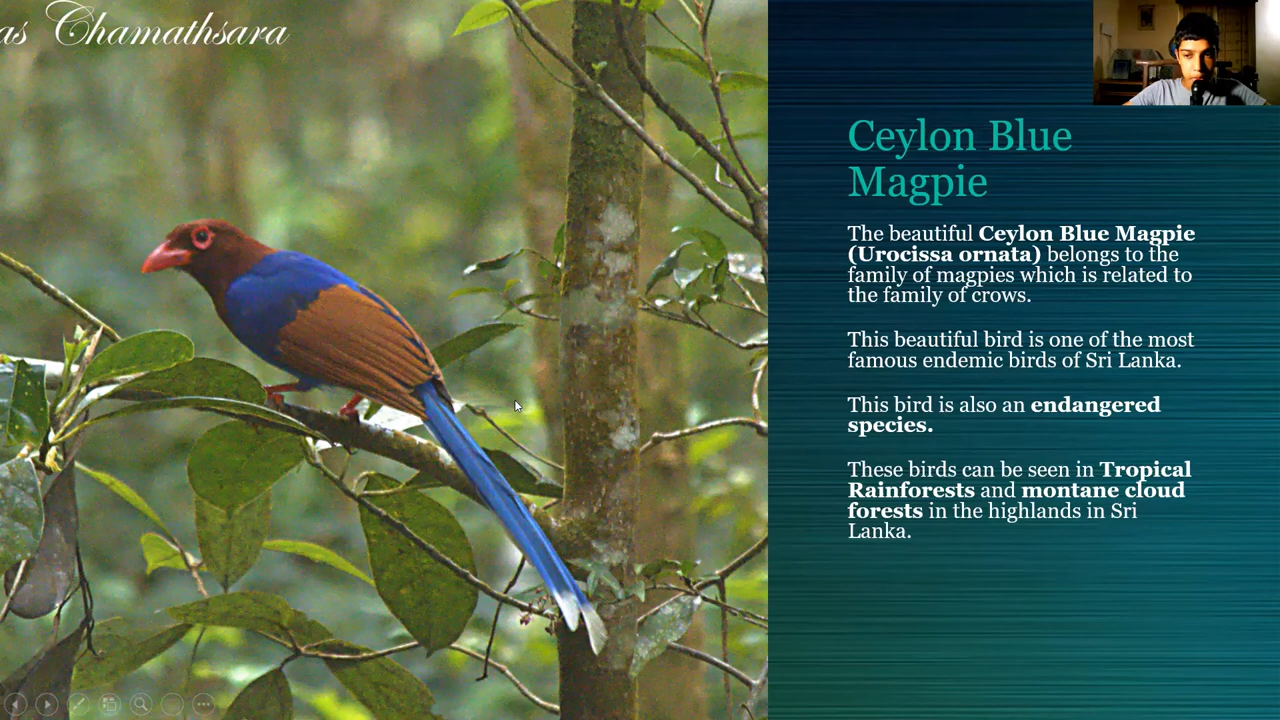 as Chamathsara
Ceylon Blue
Magpie
The beautiful Ceylon Blue Magpie
(Urocissa ornata) belongs to the
family of magpies which is related to
the family of crows.
This beautiful bird is one of the most
famous endemic birds of Sri Lanka.
This bird is also an endangered
species.
These birds can be seen in Tropical
Rainforests and montane cloud
forests in the highlands in Sri
Lanka.